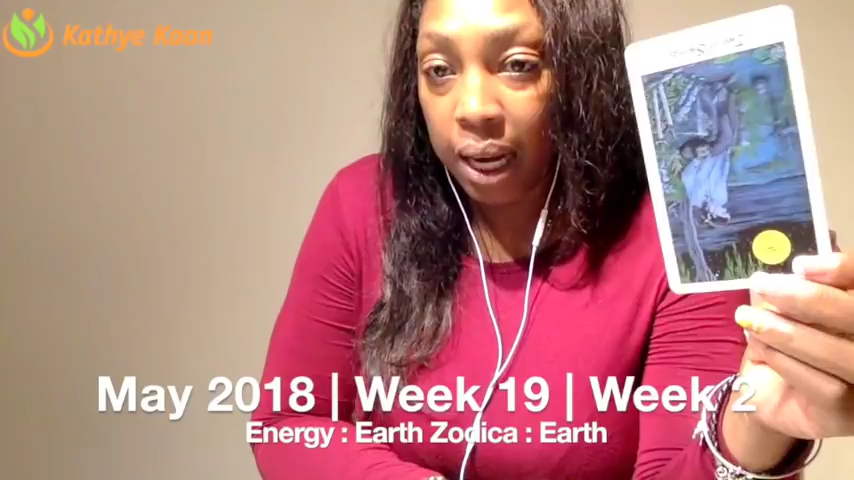 Kathye Kaan
May 2018 | Week 19 | Week 2
Energy : Earth Zodica : Earth